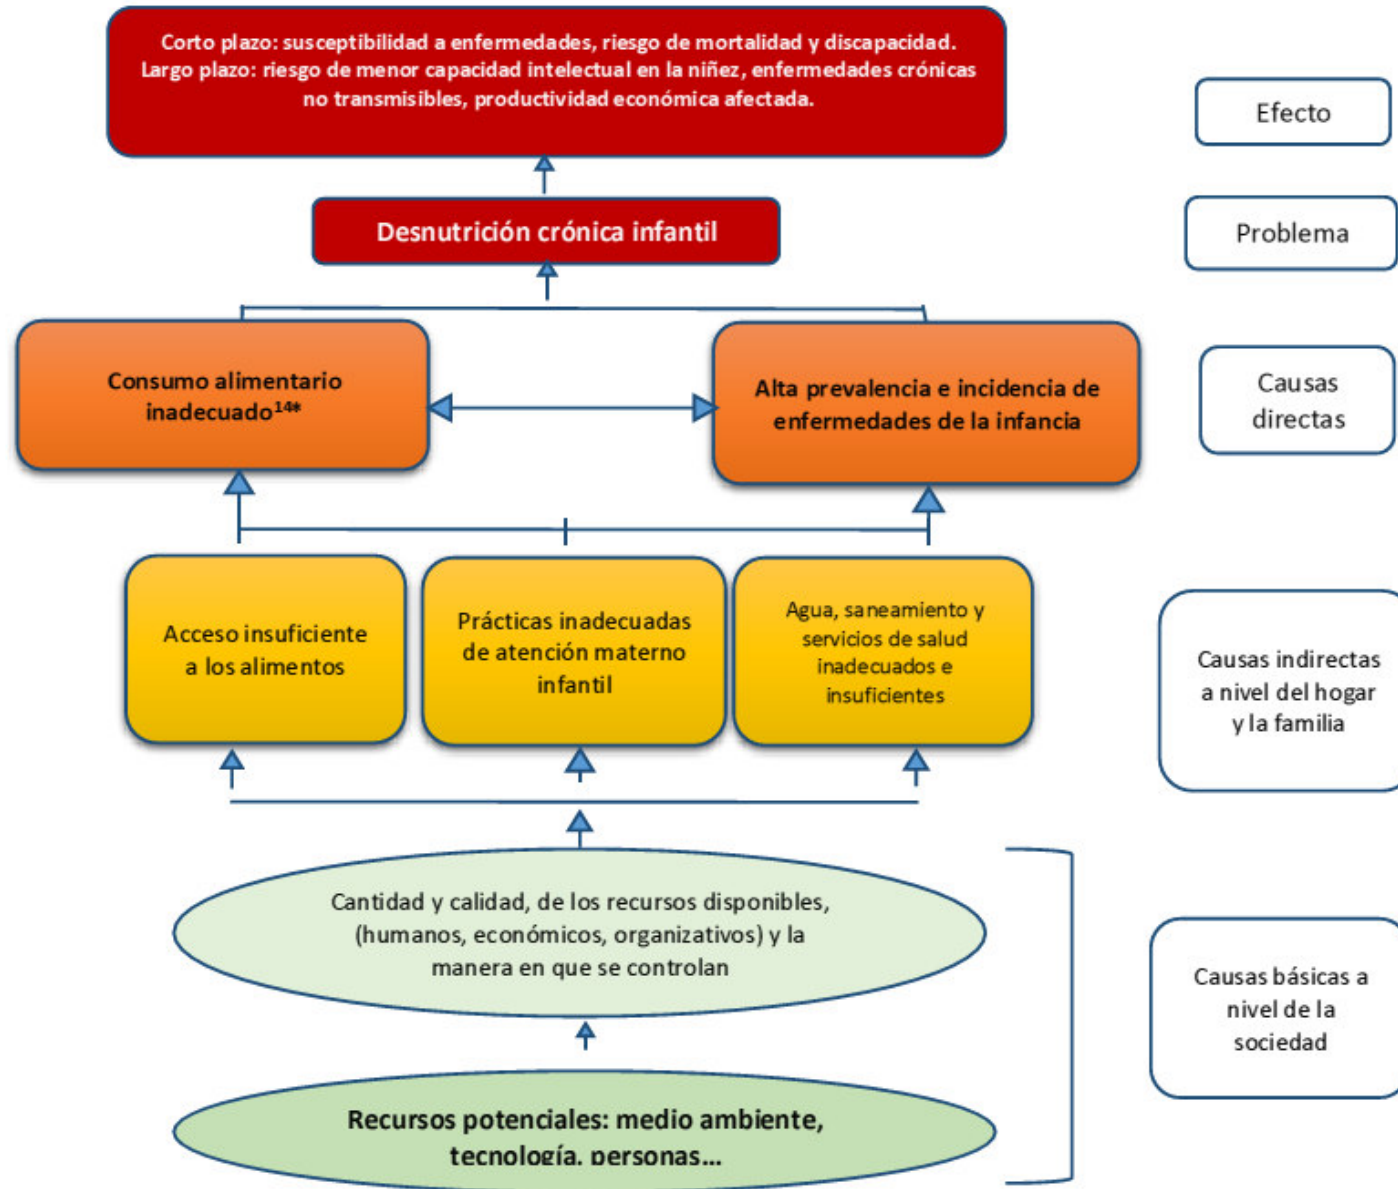 Corto plazo: susceptibilidad a enfermedades, riesgo de mortalidad y discapacidad.
Largo plazo: riesgo de menor capacidad intelectual en la niñez, enfermedades crónicas
no transmisibles, productividad económica afectada.
Efecto
Desnutrición crónica infantil
Problema
Consumo alimentario
inadecuado¹⁴*
Alta prevalencia e incidencia de
enfermedades de la infancia
Causas
directas
Acceso insuficiente
a los alimentos
Prácticas inadecuadas
de atención materno
infantil
Agua, saneamiento y
servicios de salud
inadecuados e
insuficientes
Causas indirectas
a nivel del hogar
y la familia
Cantidad y calidad, de los recursos disponibles,
(humanos, económicos, organizativos) y la
manera en que se controlan
Causas básicas a
nivel de la
sociedad
Recursos potenciales: medio ambiente,
tecnología, personas...